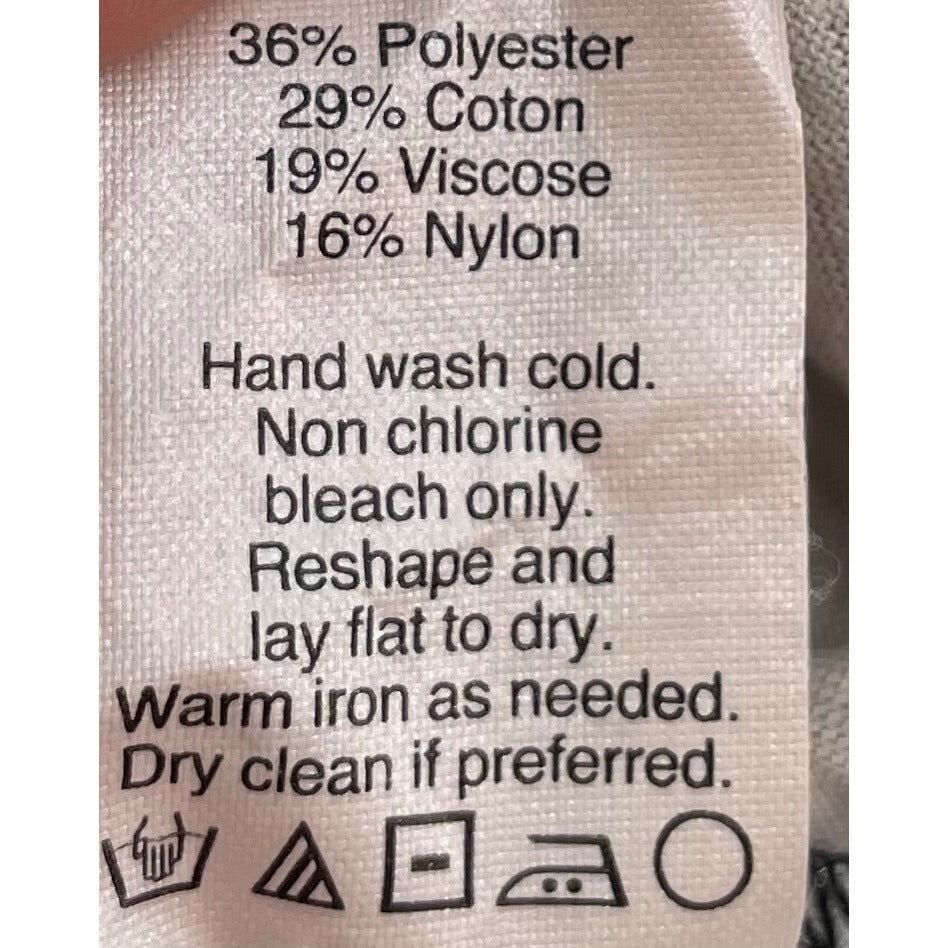 36% Polyester
29% Coton
19% Viscose
16% Nylon
Hand wash cold.
Non chlorine
bleach only.
Reshape and
lay flat to dry.
Warm iron as needed.
Dry clean if preferred.